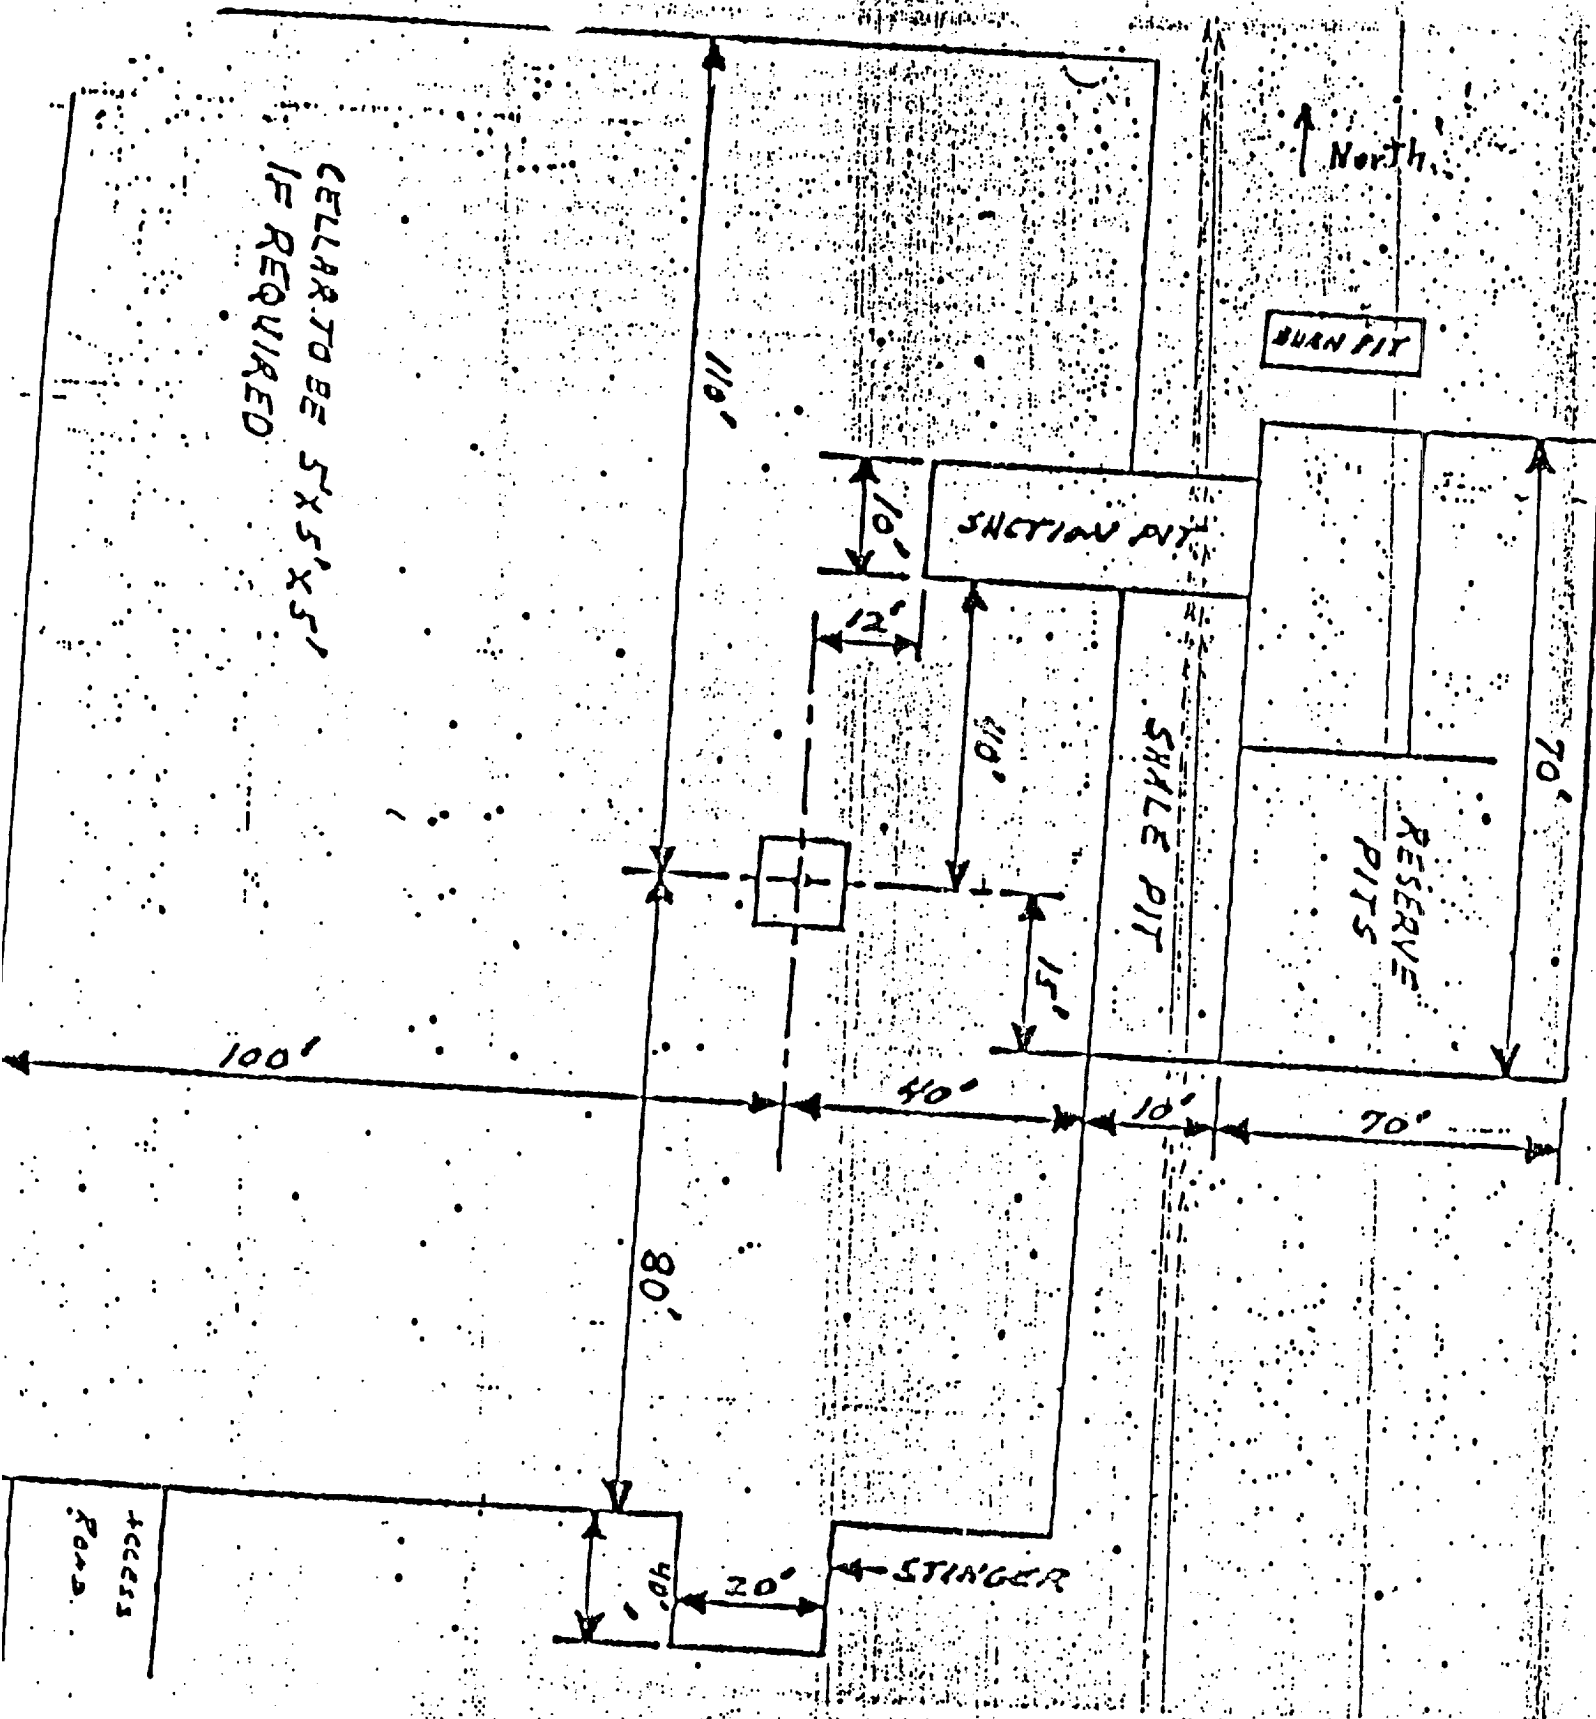 North.
BURN PIT
CELLAR TO BE 5'X5'X5'
IF REQUIRED
110'
10'
SUCTION PIT
12'
40'
SHALE PIT
70'
RESERVE
PITS
15'
100'
40'
10'
70'
80'
STINGER
20'
40'
ACCESS
ROAD